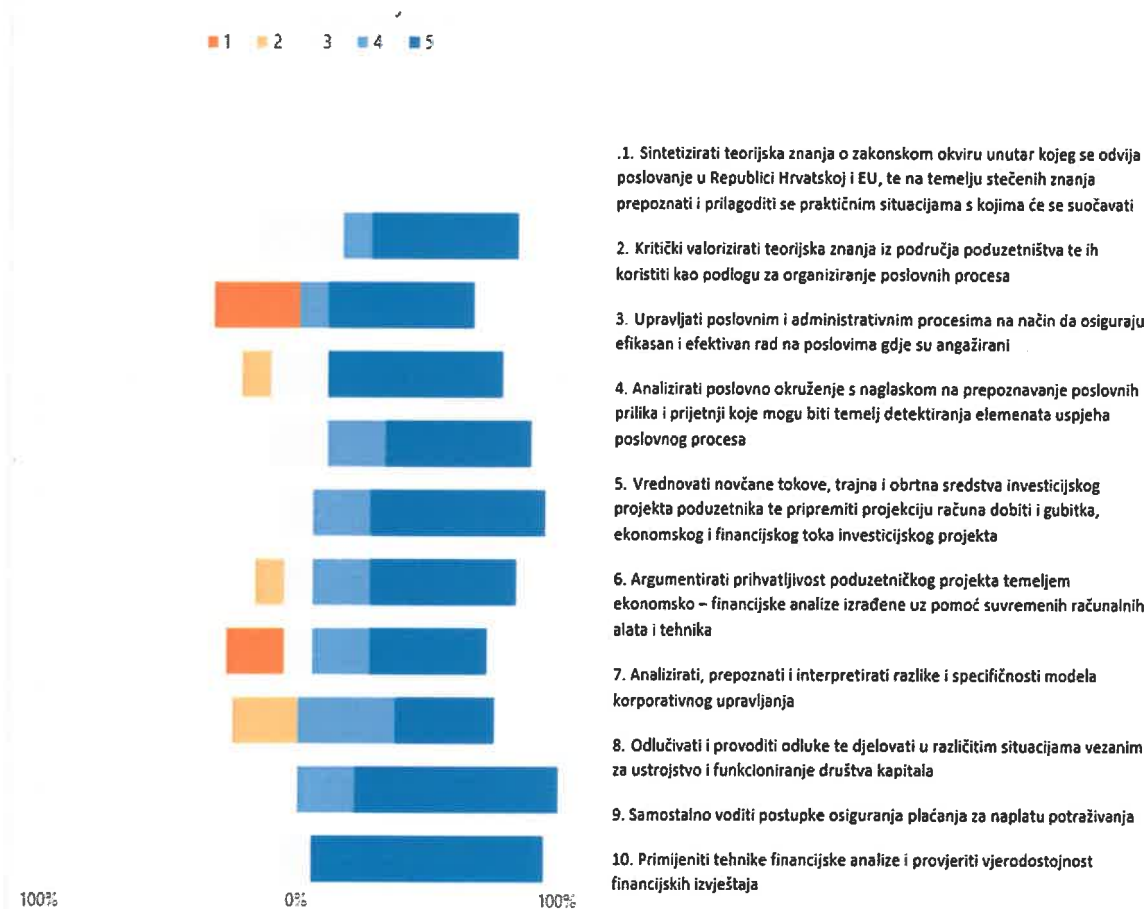 1 2 3 4 5
.1. Sintetizirati teorijska znanja o zakonskom okviru unutar kojeg se odvija
poslovanje u Republici Hrvatskoj i EU, te na temelju stečenih znanja
prepoznati i prilagoditi se praktičnim situacijama s kojima će se suočavati
2. Kritički valorizirati teorijska znanja iz područja poduzetništva te ih
koristiti kao podlogu za organiziranje poslovnih procesa
3. Upravljati poslovnim i administrativnim procesima na način da osiguraju
efikasan i efektivan rad na poslovima gdje su angažirani
4. Analizirati poslovno okruženje s naglaskom na prepoznavanje poslovnih
prilika i prijetnji koje mogu biti temelj detektiranja elemenata uspjeha
poslovnog procesa
5. Vrednovati novčane tokove, trajna i obrtna sredstva investicijskog
projekta poduzetnika te pripremiti projekciju računa dobiti i gubitka,
ekonomskog i financijskog toka investicijskog projekta
6. Argumentirati prihvatljivost poduzetničkog projekta temeljem
ekonomsko – financijske analize izrađene uz pomoć suvremenih računalnih
alata i tehnika
7. Analizirati, prepoznati i interpretirati razlike i specifičnosti modela
korporativnog upravljanja
8. Odlučivati i provoditi odluke te djelovati u različitim situacijama vezanim
za ustrojstvo i funkcioniranje društva kapitala
9. Samostalno voditi postupke osiguranja plaćanja za naplatu potraživanja
10. Primijeniti tehnike financijske analize i provjeriti vjerodostojnost
financijskih izvještaja
100% 0% 100%